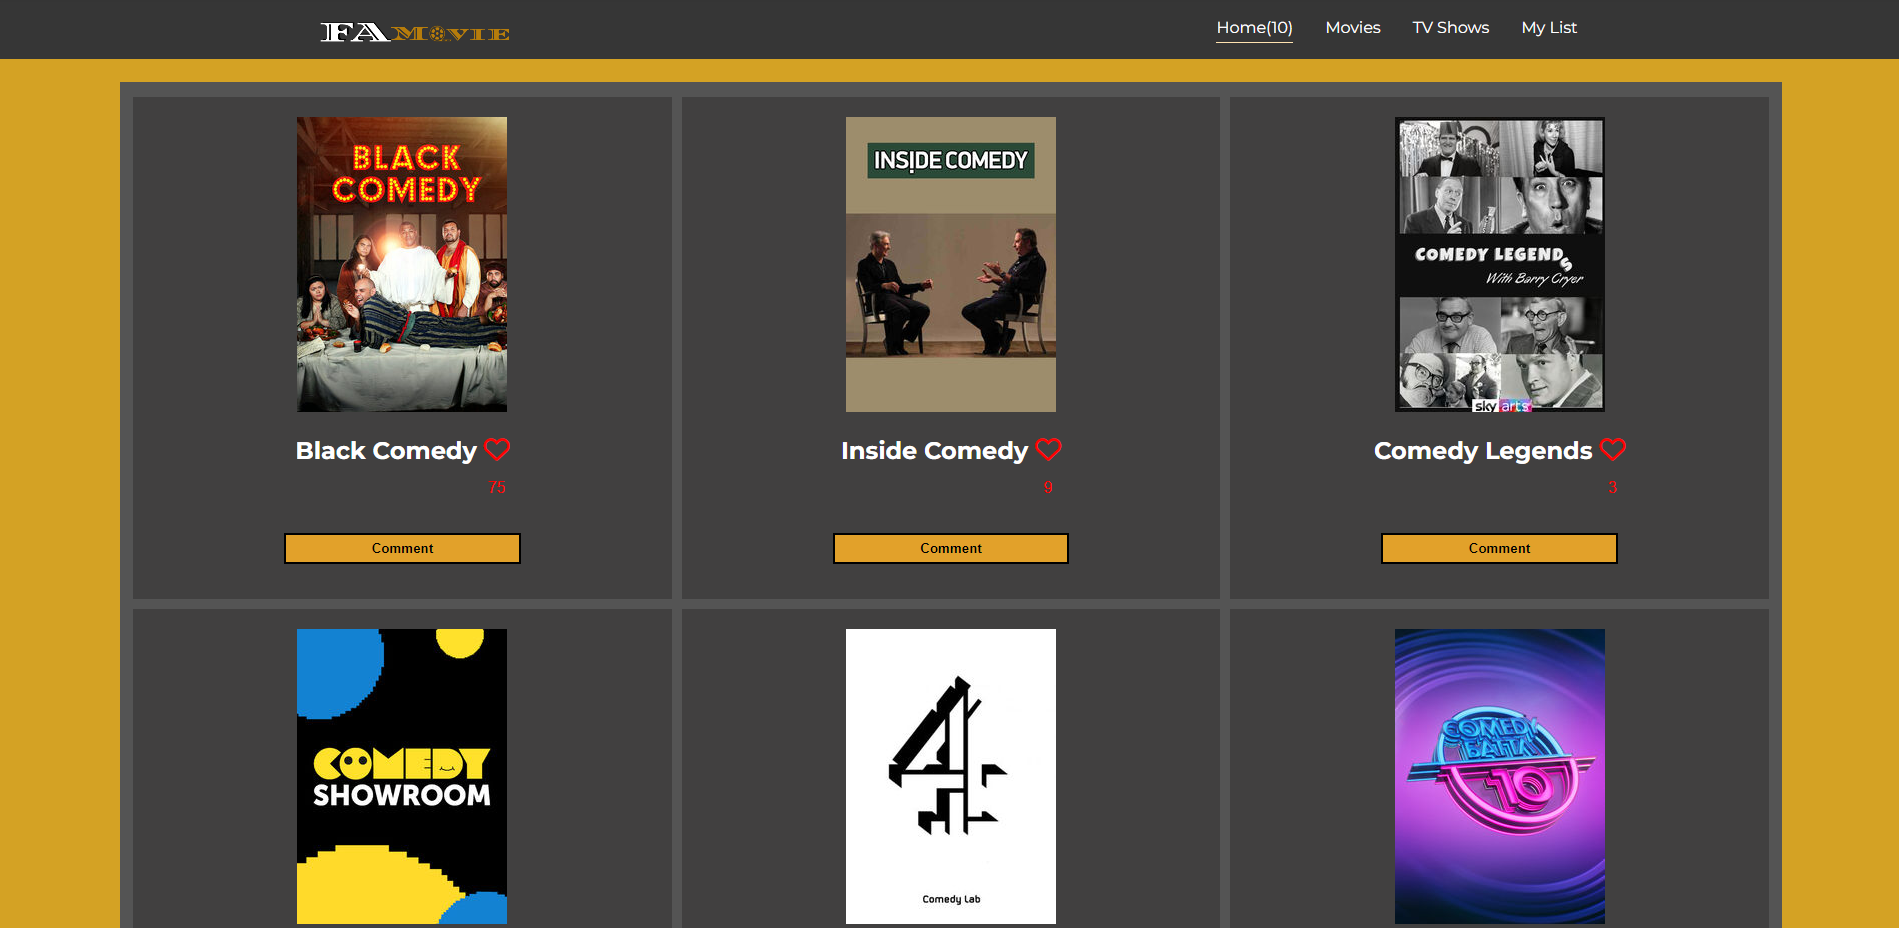 FAMOVIE
Home(10) Movies TV Shows My List
BLACK
COMEDY
INSIDE COMEDY
COMEDY LEGENDS
With Barry Cryer
sky arts
Black Comedy
Inside Comedy
Comedy Legends
75
9
3
Comment
Comment
Comment
COMEDY
SHOWROOM
4
Comedy Lab
COMEDY
BATTA
10